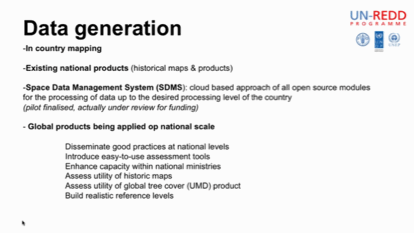 Data generation
UN-REDD
PROGRAMME
-In country mapping
-Existing national products (historical maps & products)
-Space Data Management System (SDMS): cloud based approach of all open source modules
for the processing of data up to the desired processing level of the country
(pilot finalised, actually under review for funding)
- Global products being applied op national scale
Disseminate good practices at national levels
Introduce easy-to-use assessment tools
Enhance capacity within national ministries
Assess utility of historic maps
Assess utility of global tree cover (UMD) product
Build realistic reference levels